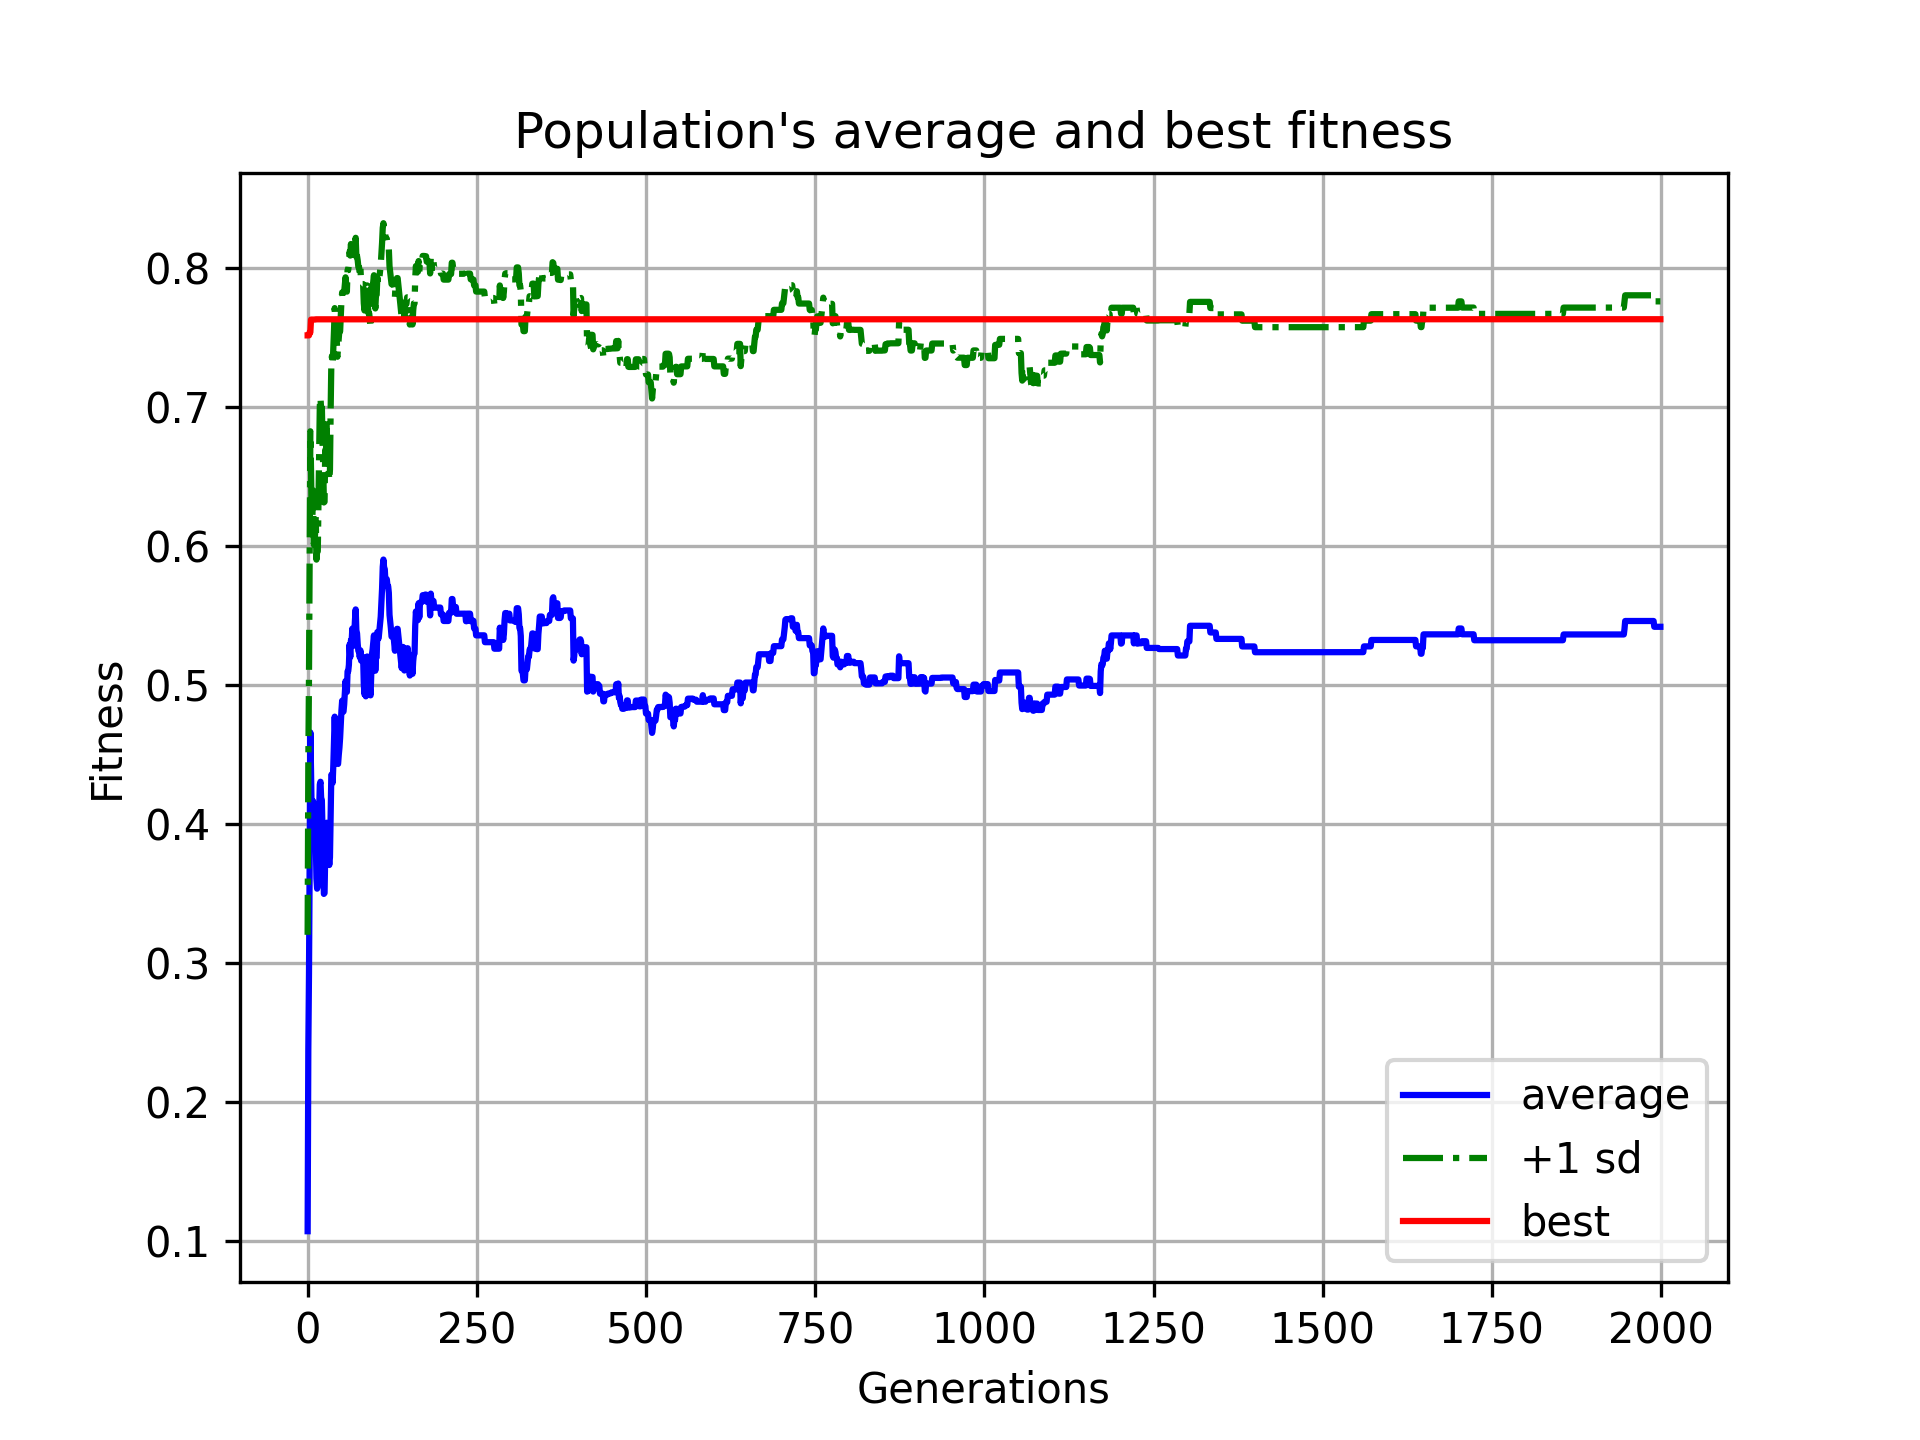 Population's average and best fitness
0.8
0.7
0.6
0.5
0.4
0.3
0.2
0.1
Fitness
average
+1 sd
best
0 250 500 750 1000 1250 1500 1750 2000
Generations